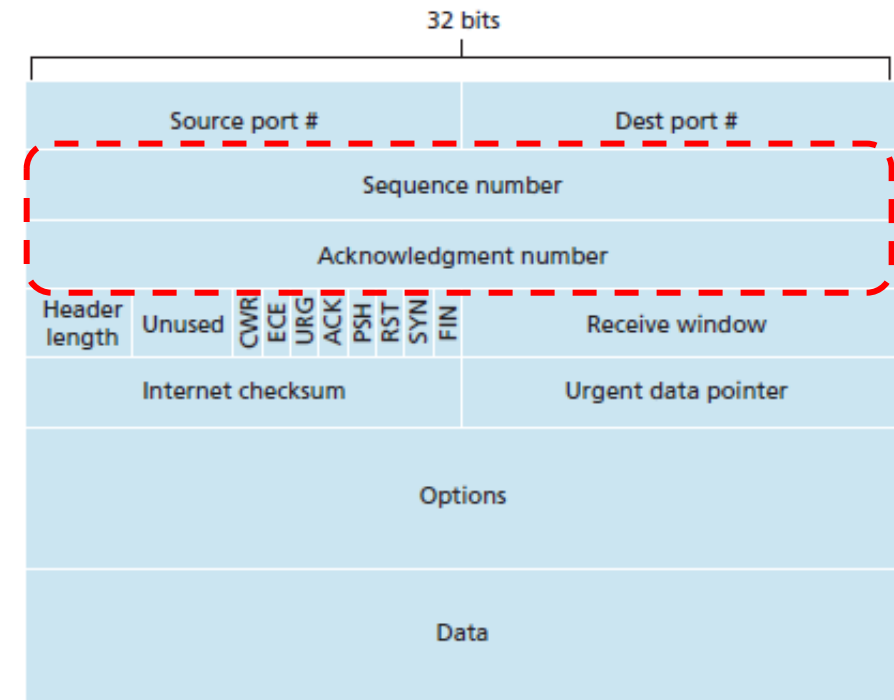 32 bits
Source port #
Dest port #
Sequence number
Acknowledgment number
Header
length
Unused
CWR
ECE
URG
ACK
PSH
RST
SYN
FIN
Receive window
Internet checksum
Urgent data pointer
Options
Data